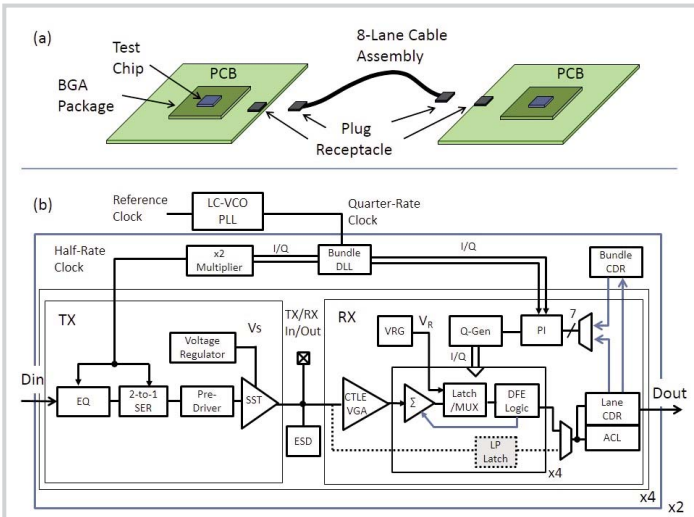 (a)
8-Lane Cable
Assembly
Test
Chip
PCB
PCB
BGA
Package
Plug
Receptacle
(b)
Reference
Clock
LC-VCO
PLL
Quarter-Rate
Clock
Half-Rate
Clock
x2
Multiplier
I/Q
Bundle
DLL
I/Q
Bundle
CDR
TX
TX/RX
In/Out
RX
7
Voltage
Regulator
Vs
VRG
VR
Q-Gen
PI
I/Q
Din
EQ
2-to-1
SER
Pre-
Driver
SST
ESD
CTLE
VGA
Σ
Latch
/MUX
DFE
Logic
Lane
CDR
Dout
ACL
LP
Latch
x4
x4
x2